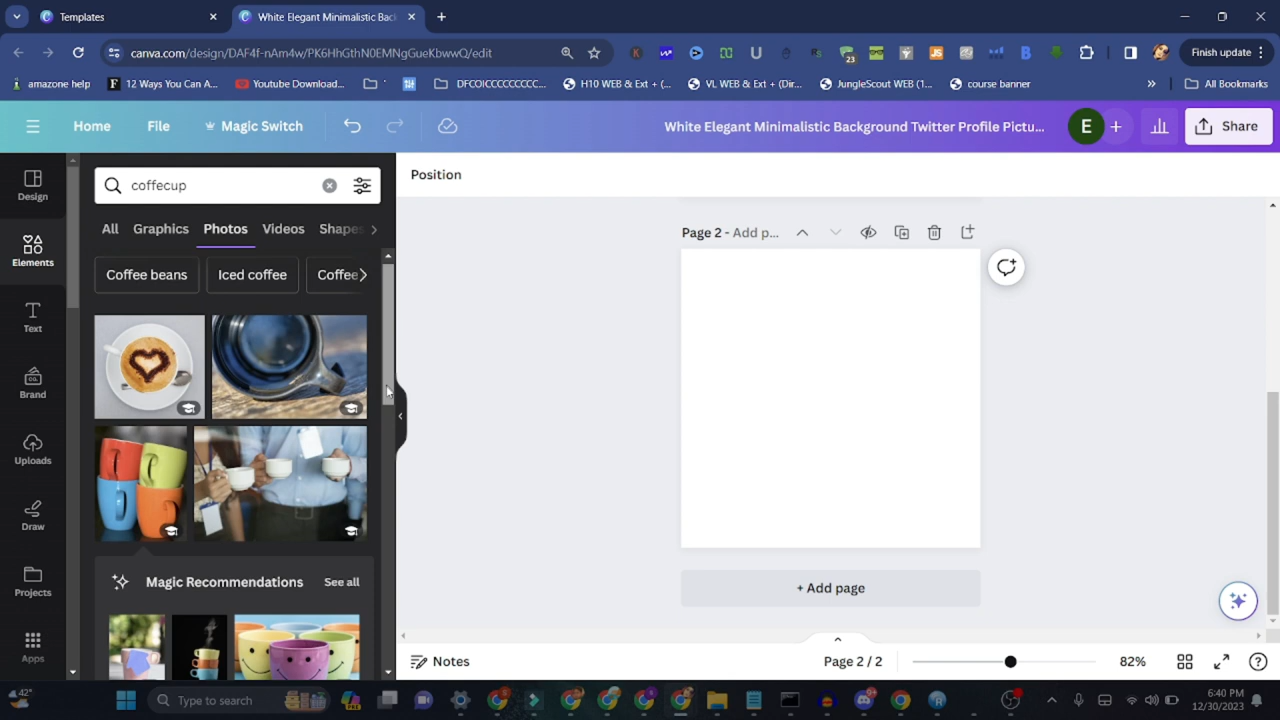 Templates
White Elegant Minimalistic Bac
canva.com/design/DAF4f-nAm4w/PK6HhGthN0EMNgGueKbwwQ/edit
23
Finish update
amazone help
12 Ways You Can A...
Youtube Download...
DFCOICCCCCCCCC...
H10 WEB & Ext + (...
VL WEB & Ext + (Dir...
JungleScout WEB (1...
course banner
All Bookmarks
Home
File
Magic Switch
White Elegant Minimalistic Background Twitter Profile Pictu...
E
Share
Design
Elements
Text
Brand
Uploads
Draw
Projects
Apps
coffecup
All
Graphics
Photos
Videos
Shapes
Coffee beans
Iced coffee
Coffee
Magic Recommendations
See all
Position
Page 2 - Add p...
+ Add page
Notes
Page 2 / 2
82%
42°
Type to search
6:40 PM
12/30/2023